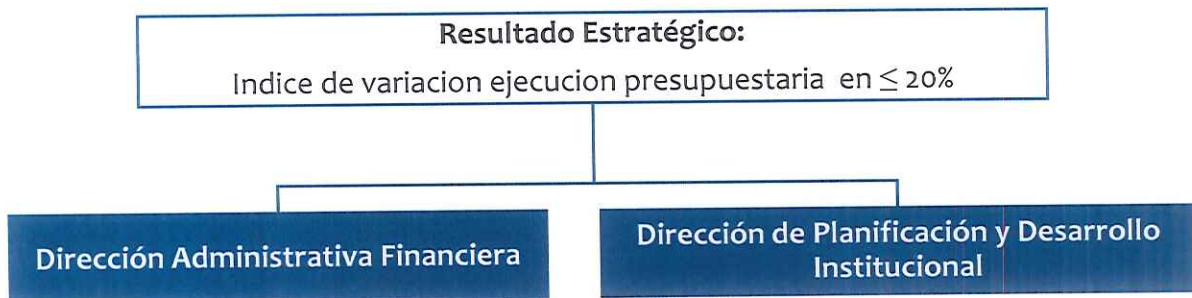 Resultado Estratégico:
Indice de variacion ejecucion presupuestaria en ≤ 20%
Dirección Administrativa Financiera
Dirección de Planificación y Desarrollo
Institucional